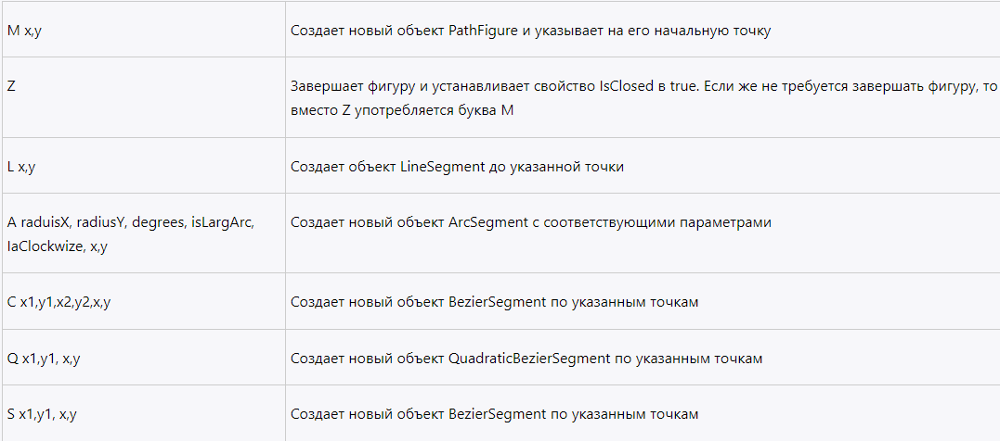 M x,y
Создает новый объект PathFigure и указывает на его начальную точку
Z
Завершает фигуру и устанавливает свойство IsClosed в true. Если же не требуется завершать фигуру, то
вместо Z употребляется буква M
L x,y
Создает объект LineSegment до указанной точки
A raduisX, radiusY, degrees, isLargArc,
IaClockwize, x,y
Создает новый объект ArcSegment с соответствующими параметрами
C x1,y1,x2,y2,x,y
Создает новый объект BezierSegment по указанным точкам
Q x1,y1, x,y
Создает новый объект QuadraticBezierSegment по указанным точкам
S x1,y1, x,y
Создает новый объект BezierSegment по указанным точкам